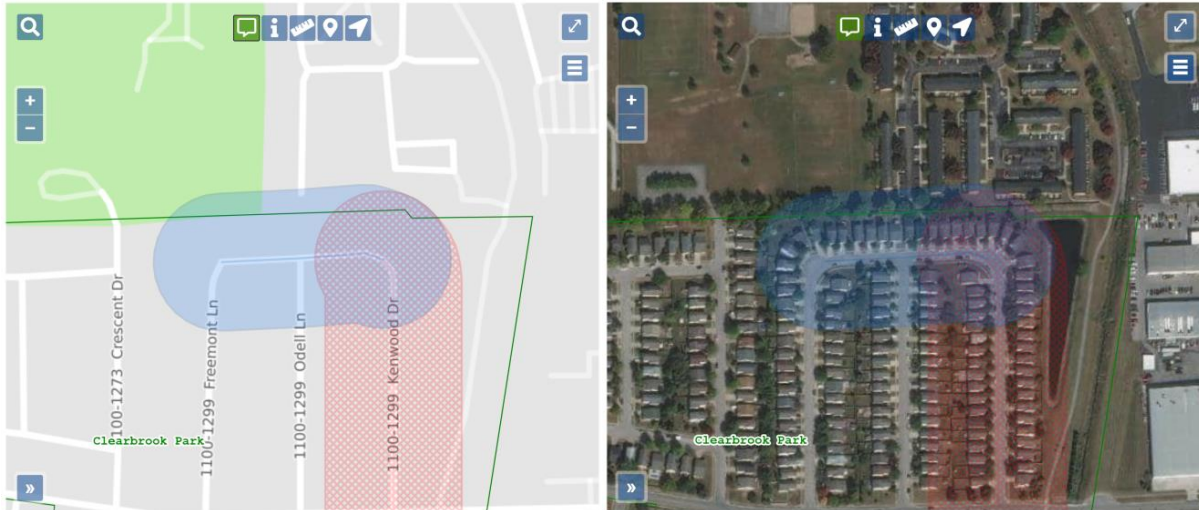 i
+
−
100-1273 Crescent Dr
1100-1299 Freemont Ln
1100-1299 Odell Ln
1100-1299 Kenwood Dr
Clearbrook Park
»
i
+
−
Clearbrook Park
»